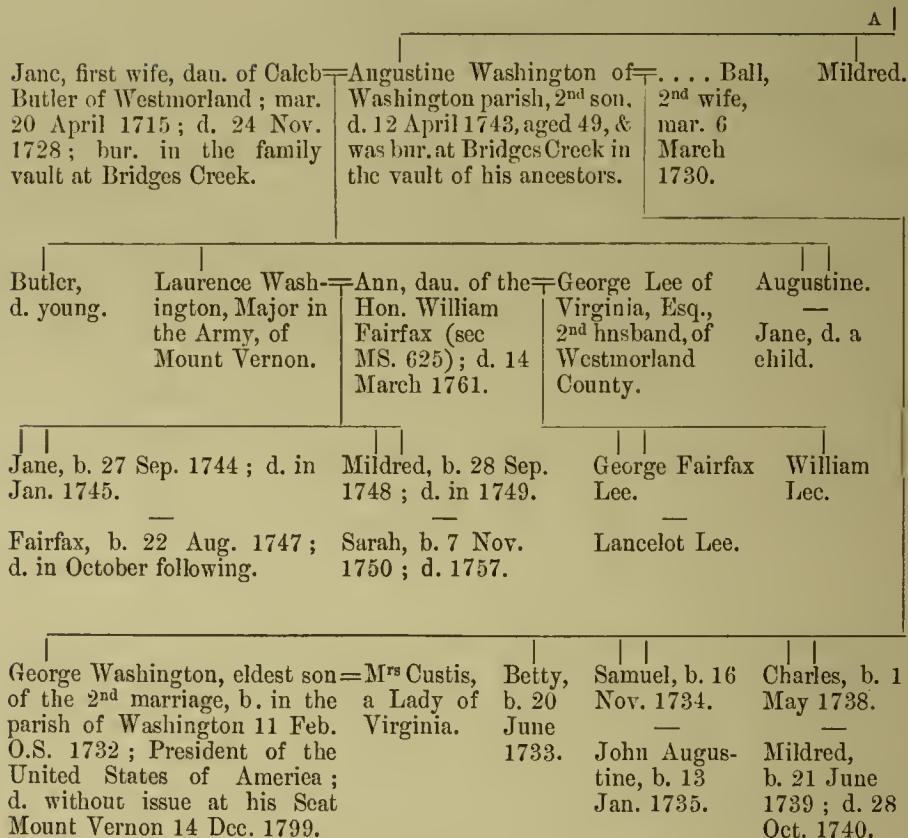 A
Jane, first wife, dau. of Caleb
Butler of Westmorland ; mar.
20 April 1715 ; d. 24 Nov.
1728 ; bur. in the family
vault at Bridges Creek.
Augustine Washington of
Washington parish, 2nd son,
d. 12 April 1743, aged 49, &
was bur. at Bridges Creek in
the vault of his ancestors.
. . . . Ball,
2nd wife,
mar. 6
March
1730.
Mildred.
Butler,
d. young.
Laurence Wash-
ington, Major in
the Army, of
Mount Vernon.
Ann, dau. of the
Hon. William
Fairfax (see
MS. 625) ; d. 14
March 1761.
George Lee of
Virginia, Esq.,
2nd husband, of
Westmorland
County.
Augustine.
—
Jane, d. a
child.
Jane, b. 27 Sep. 1744 ; d. in
Jan. 1745.
—
Fairfax, b. 22 Aug. 1747 ;
d. in October following.
Mildred, b. 28 Sep.
1748 ; d. in 1749.
—
Sarah, b. 7 Nov.
1750 ; d. 1757.
George Fairfax
Lee.
—
Lancelot Lee.
William
Lee.
George Washington, eldest son
of the 2nd marriage, b. in the
parish of Washington 11 Feb.
O.S. 1732 ; President of the
United States of America ;
d. without issue at his Seat
Mount Vernon 14 Dec. 1799.
Mrs Custis,
a Lady of
Virginia.
Betty,
b. 20
June
1733.
Samuel, b. 16
Nov. 1734.
—
John Augus-
tine, b. 13
Jan. 1735.
Charles, b. 1
May 1738.
—
Mildred,
b. 21 June
1739 ; d. 28
Oct. 1740.